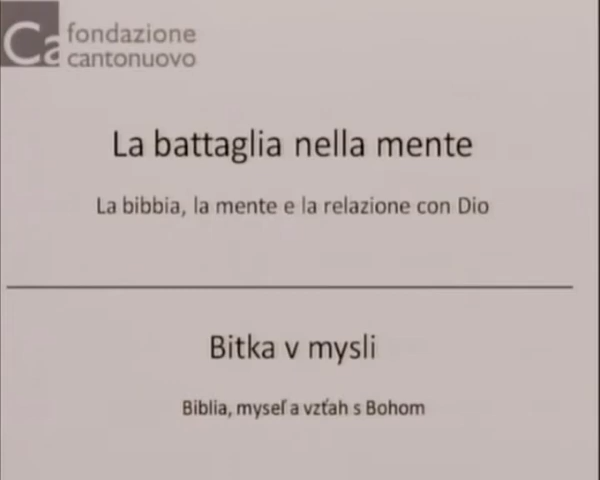 Ca fondazione
cantonuovo
La battaglia nella mente
La bibbia, la mente e la relazione con Dio
Bitka v mysli
Biblia, myseľ a vzťah s Bohom